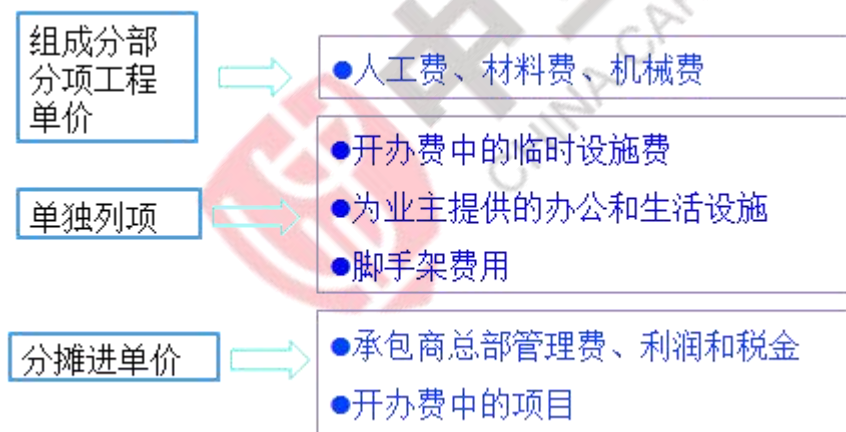 组成分部
分项工程
单价
●人工费、材料费、机械费
●开办费中的临时设施费
单独列项
●为业主提供的办公和生活设施
●脚手架费用
分摊进单价
●承包商总部管理费、利润和税金
●开办费中的项目